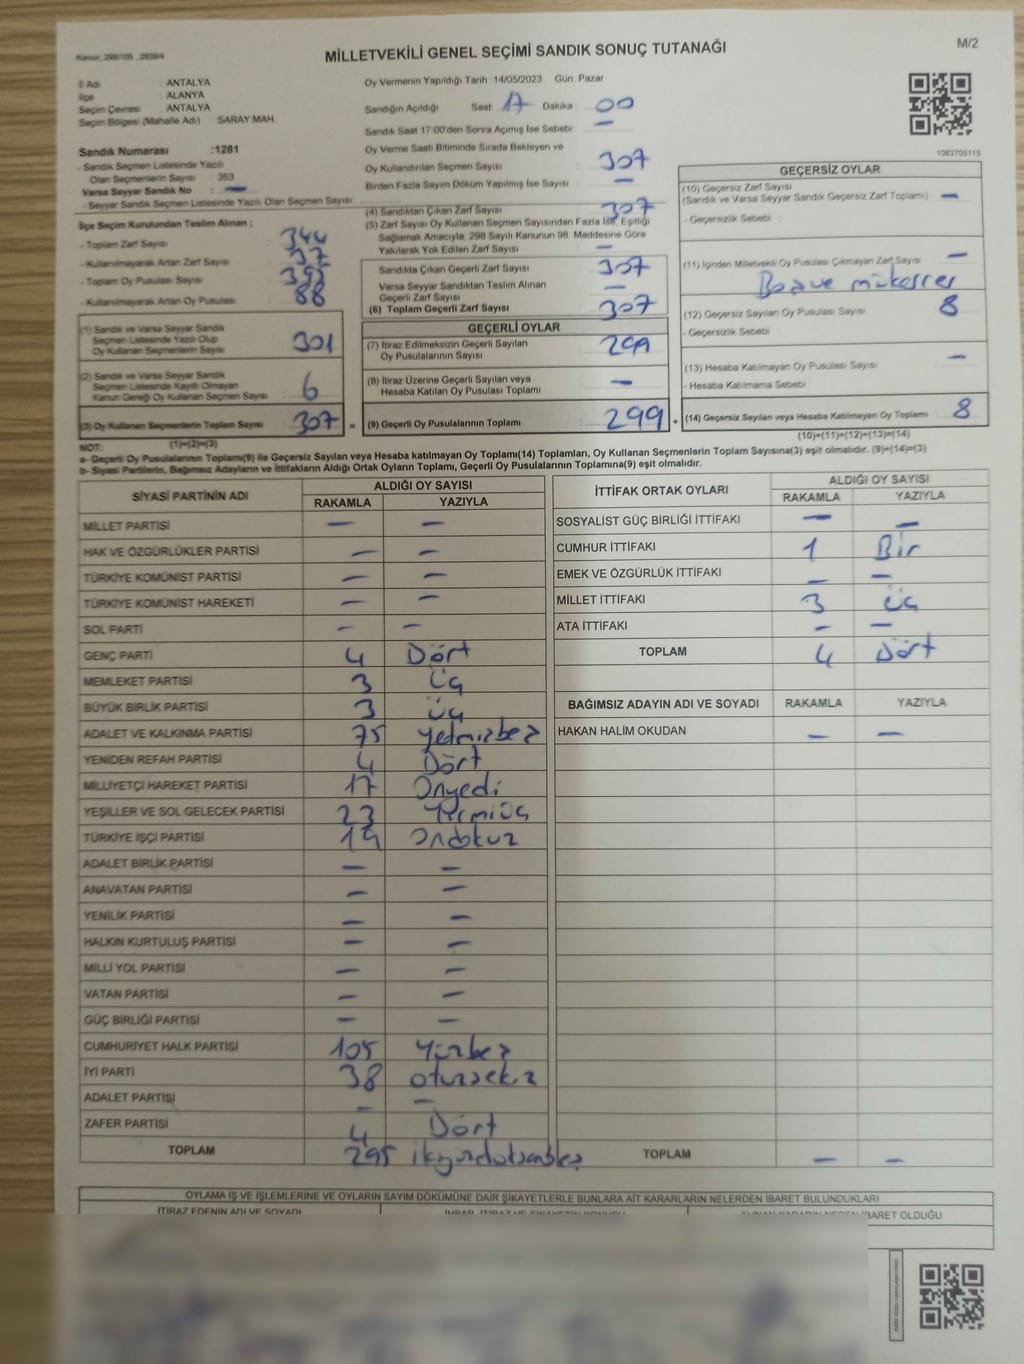 MİLLETVEKİLİ GENEL SEÇİMİ SANDIK SONUÇ TUTANAĞI
M/2
İl Adı : ANTALYA
İlçe : ALANYA
Seçim Çevresi : ANTALYA
Seçim Bölgesi (Mahalle Adı) : SARAY MAH.
Sandık Numarası :1281
- Sandık Seçmen Listesinde Yazılı
Olan Seçmenlerin Sayısı : 353
Varsa Seyyar Sandık No : —
- Seyyar Seçmen Listesinde Yazılı Olan Seçmen Sayısı
İlçe Seçim Kurulundan Teslim Alınan ;
- Toplam Zarf Sayısı : 344
- Kullanılmayarak Artan Zarf Sayısı : 37
- Toplam Oy Pusulası Sayısı
- Kullanılmayarak Artan Oy Pusulası : 88
(1) Sandık ve Varsa Seyyar Sandık
Seçmen Listesinde Yazılı Olup
Oy Kullanan Seçmenlerin Sayısı : 301
(2) Sandık ve Varsa Seyyar Sandık
Seçmen Listesinde Kayıtlı Olmayan
Kanun Gereği Oy Kullanan Seçmen Sayısı : 6
(3) Oy Kullanan Seçmenlerin Toplam Sayısı : 307
(1)+(2)=(3)
Oy Vermenin Yapıldığı Tarih :14/05/2023 Gün: Pazar
Sandığın Açıldığı Saat 17 Dakika : 00
Sandık Saat 17:00'den Sonra Açımış İse Sebebi : —
Oy Verme Saati Bitiminde Sırada Bekleyen ve
Oy Kullandırılan Seçmen Sayısı : 307
Birden Fazla Sayım Döküm Yapılmış İse Sayısı : —
(4) Sandıktan Çıkan Zarf Sayısı : 307
(5) Zarf Sayısı Oy Kullanan Seçmen Sayısından Fazla İse, Eşitliği
Sağlamak Amacıyla, 298 Sayılı Kanunun 98. Maddesine Göre
Yakılarak Yok Edilen Zarf Sayısı : —
Sandıkta Çıkan Geçerli Zarf Sayısı : 307
Varsa Seyyar Sandıktan Teslim Alınan
Geçerli Zarf Sayısı : —
(6) Toplam Geçerli Zarf Sayısı : 307
GEÇERLİ OYLAR
(7) İtiraz Edilmeksizin Geçerli Sayılan
Oy Pusulalarının Sayısı : 299
(8) İtiraz Üzerine Geçerli Sayılan veya
Hesaba Katılan Oy Pusulası Toplamı : —
= (9) Geçerli Oy Pusulalarının Toplamı : 299 +
1083705115
GEÇERSİZ OYLAR
(10) Geçersiz Zarf Sayısı
(Sandık ve Varsa Seyyar Sandık Geçersiz Zarf Toplamı) : —
- Geçersizlik Sebebi :
(11) İçinden Milletvekili Oy Pusulası Çıkmayan Zarf Sayısı : —
Boş ve mükerrer
(12) Geçersiz Sayılan Oy Pusulası Sayısı : 8
- Geçersizlik Sebebi :
(13) Hesaba Katılmayan Oy Pusulası Sayısı : —
- Hesaba Katılmama Sebebi :
(14) Geçersiz Sayılan veya Hesaba Katılmayan Oy Toplamı : 8
(10)+(11)+(12)+(13)=(14)
NOT:
a- Geçerli Oy Pusulalarının Toplamı(9) ile Geçersiz Sayılan veya Hesaba katılmayan Oy Toplamı(14) Toplamları, Oy Kullanan Seçmenlerin Toplam Sayısına(3) eşit olmalıdır. (9)+(14)=(3)
b- Siyasi Partilerin, Bağımsız Adayların ve İttifakların Aldığı Ortak Oyların Toplamı, Geçerli Oy Pusulalarının Toplamına(9) eşit olmalıdır.
SİYASİ PARTİNİN ADI ALDIĞI OY SAYISI
RAKAMLA YAZIYLA
MİLLET PARTİSİ — —
HAK VE ÖZGÜRLÜKLER PARTİSİ — —
TÜRKİYE KOMÜNİST PARTİSİ — —
TÜRKİYE KOMÜNİST HAREKETİ — —
SOL PARTİ — —
GENÇ PARTİ 4 Dört
MEMLEKET PARTİSİ 3 üç
BÜYÜK BİRLİK PARTİSİ 3 üç
ADALET VE KALKINMA PARTİSİ 75 yetmişbeş
YENİDEN REFAH PARTİSİ 4 Dört
MİLLİYETÇİ HAREKET PARTİSİ 17 Onyedi
YEŞİLLER VE SOL GELECEK PARTİSİ 23 Yirmiüç
TÜRKİYE İŞÇİ PARTİSİ 19 Ondokuz
ADALET BİRLİK PARTİSİ — —
ANAVATAN PARTİSİ — —
YENİLİK PARTİSİ — —
HALKIN KURTULUŞ PARTİSİ — —
MİLLİ YOL PARTİSİ — —
VATAN PARTİSİ — —
GÜÇ BİRLİĞİ PARTİSİ — —
CUMHURİYET HALK PARTİSİ 105 Yüzbeş
İYİ PARTİ 38 otuzsekiz
ADALET PARTİSİ — —
ZAFER PARTİSİ 4 Dört
TOPLAM 295 ikiyüzdoksanbeş
İTTİFAK ORTAK OYLARI ALDIĞI OY SAYISI
RAKAMLA YAZIYLA
SOSYALİST GÜÇ BİRLİĞİ İTTİFAKI — —
CUMHUR İTTİFAKI 1 Bir
EMEK VE ÖZGÜRLÜK İTTİFAKI — —
MİLLET İTTİFAKI 3 üç
ATA İTTİFAKI — —
TOPLAM 4 Dört
BAĞIMSIZ ADAYIN ADI VE SOYADI RAKAMLA YAZIYLA
HAKAN HALİM OKUDAN — —
TOPLAM — —
OYLAMA İŞ VE İŞLEMLERİNE VE OYLARIN SAYIM DÖKÜMÜNE DAİR ŞİKAYETLERLE BUNLARA AİT KARARLARIN NELERDEN İBARET BULUNDUKLARI
İTİRAZ EDENİN ADI VE SOYADI
İBARET OLDUĞU